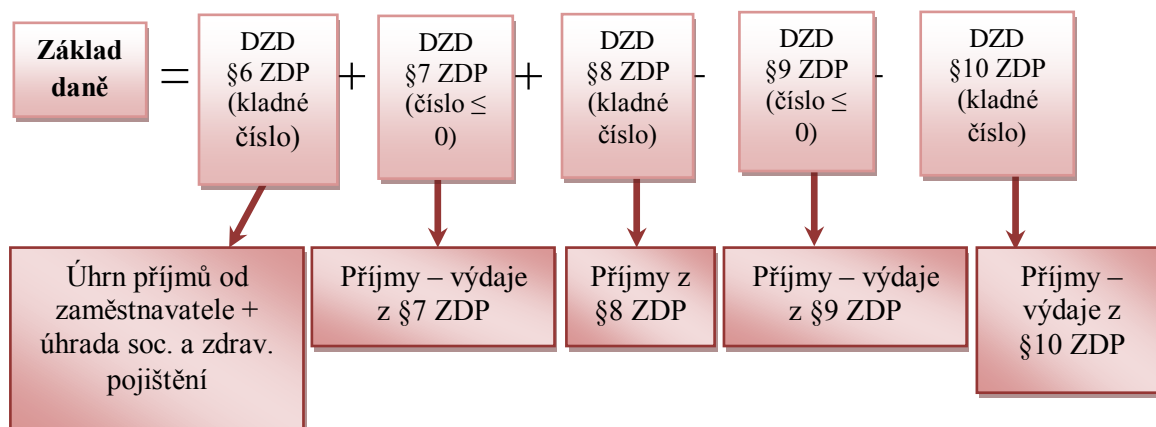 Základ
daně
=
DZD
§6 ZDP
(kladné
číslo)
+
DZD
§7 ZDP
(číslo ≤
0)
+
DZD
§8 ZDP
(kladné
číslo)
-
DZD
§9 ZDP
(číslo ≤
0)
-
DZD
§10 ZDP
(kladné
číslo)
Úhrn příjmů od
zaměstnavatele +
úhrada soc. a zdrav.
pojištění
Příjmy – výdaje
z §7 ZDP
Příjmy z
§8 ZDP
Příjmy – výdaje
z §9 ZDP
Příjmy –
výdaje z
§10 ZDP